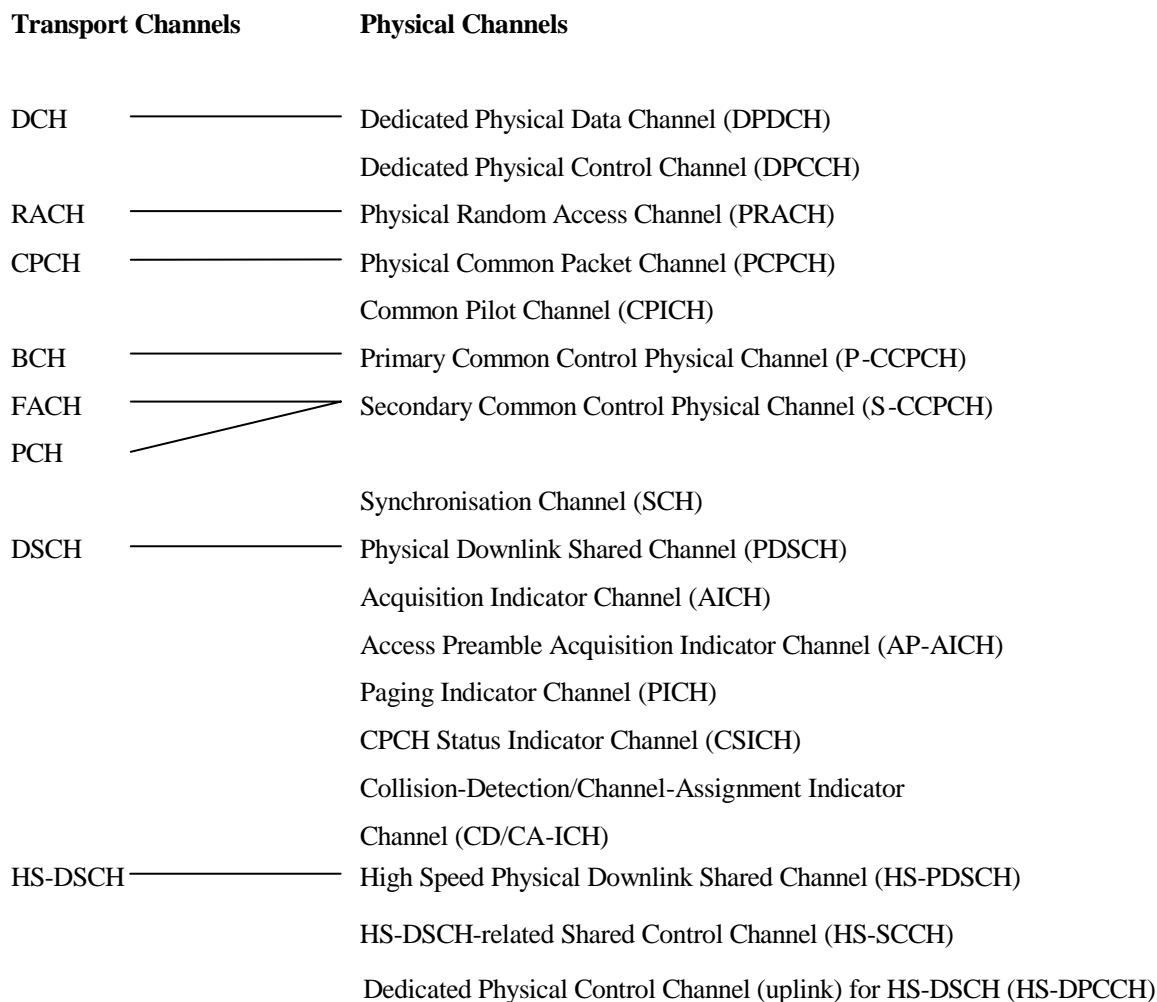 Transport Channels Physical Channels
DCH Dedicated Physical Data Channel (DPDCH)
Dedicated Physical Control Channel (DPCCH)
RACH Physical Random Access Channel (PRACH)
CPCH Physical Common Packet Channel (PCPCH)
Common Pilot Channel (CPICH)
BCH Primary Common Control Physical Channel (P-CCPCH)
FACH Secondary Common Control Physical Channel (S-CCPCH)
PCH
Synchronisation Channel (SCH)
DSCH Physical Downlink Shared Channel (PDSCH)
Acquisition Indicator Channel (AICH)
Access Preamble Acquisition Indicator Channel (AP-AICH)
Paging Indicator Channel (PICH)
CPCH Status Indicator Channel (CSICH)
Collision-Detection/Channel-Assignment Indicator
Channel (CD/CA-ICH)
HS-DSCH High Speed Physical Downlink Shared Channel (HS-PDSCH)
HS-DSCH-related Shared Control Channel (HS-SCCH)
Dedicated Physical Control Channel (uplink) for HS-DSCH (HS-DPCCH)